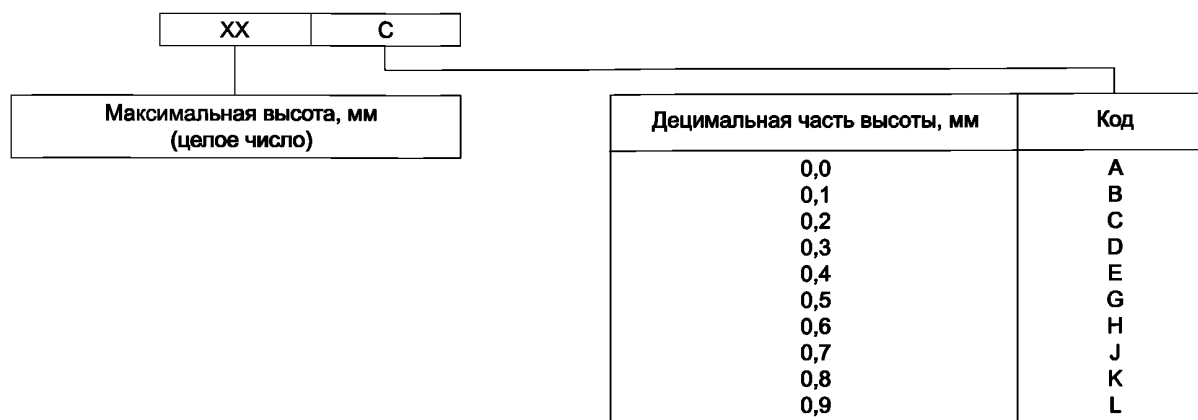 XX C
Максимальная высота, мм
(целое число)
Децимальная часть высоты, мм Код
0,0 A
0,1 B
0,2 C
0,3 D
0,4 E
0,5 G
0,6 H
0,7 J
0,8 K
0,9 L